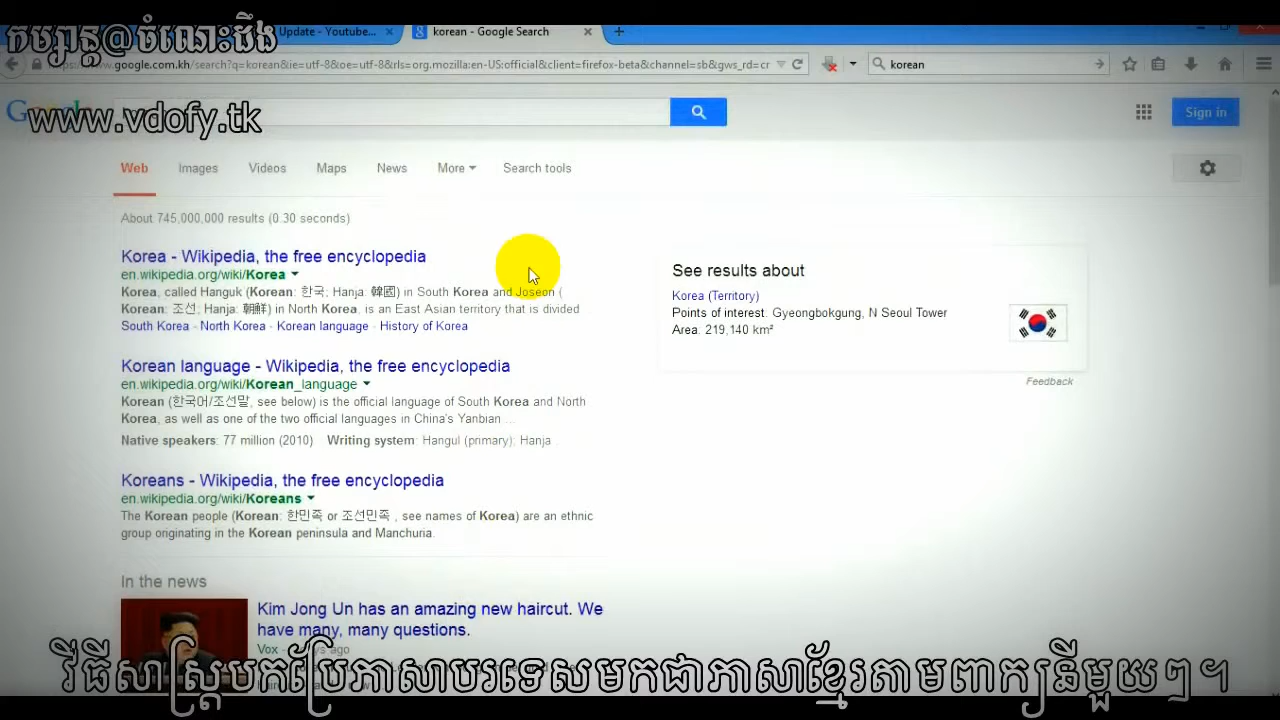 កម្សាន្ត@ចំណេះដឹង
Update - Youtube...
korean - Google Search
www.google.com.kh/search?q=korean&ie=utf-8&oe=utf-8&rls=org.mozilla:en-US:official&client=firefox-beta&channel=sb&gws_rd=cr
korean
www.vdofy.tk
Sign in
Web Images Videos Maps News More Search tools
About 745,000,000 results (0.30 seconds)
Korea - Wikipedia, the free encyclopedia
en.wikipedia.org/wiki/Korea
Korea, called Hanguk (Korean: 한국; Hanja: 韓國) in South Korea and Joseon (
Korean: 조선; Hanja: 朝鮮) in North Korea, is an East Asian territory that is divided
South Korea - North Korea - Korean language - History of Korea
See results about
Korea (Territory)
Points of interest: Gyeongbokgung, N Seoul Tower
Area: 219,140 km²
Feedback
Korean language - Wikipedia, the free encyclopedia
en.wikipedia.org/wiki/Korean_language
Korean (한국어/조선말, see below) is the official language of South Korea and North
Korea, as well as one of the two official languages in China's Yanbian ...
Native speakers: 77 million (2010) Writing system: Hangul (primary); Hanja
Koreans - Wikipedia, the free encyclopedia
en.wikipedia.org/wiki/Koreans
The Korean people (Korean: 한민족 or 조선민족 , see names of Korea) are an ethnic
group originating in the Korean peninsula and Manchuria.
In the news
Kim Jong Un has an amazing new haircut. We
have many, many questions.
Vox
ago
វិធីសាស្ត្រមកប្រែភាសាបរទេសមកជាភាសាខ្មែរតាមពាក្យនីមួយៗ។